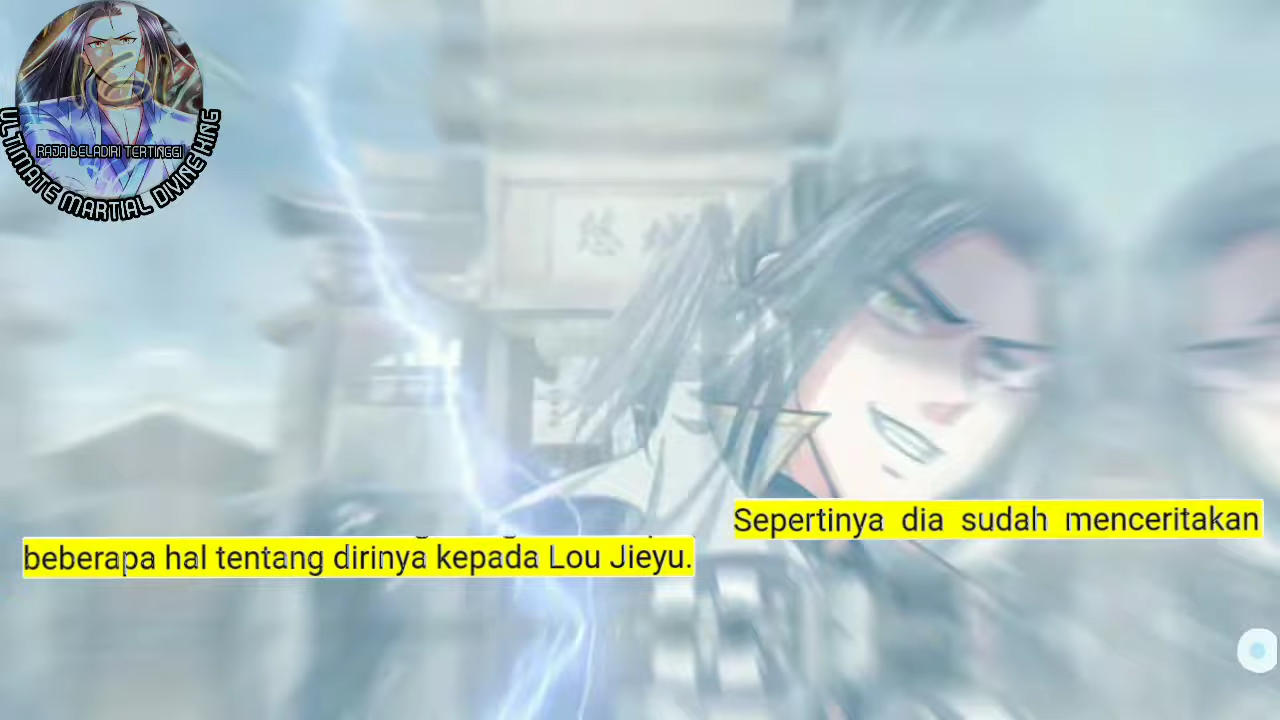 ULTIMATE MARTIAL DIVINE KING
RAJA BELADIRI TERTINGGI
Sepertinya dia sudah menceritakan
beberapa hal tentang dirinya kepada Lou Jieyu.